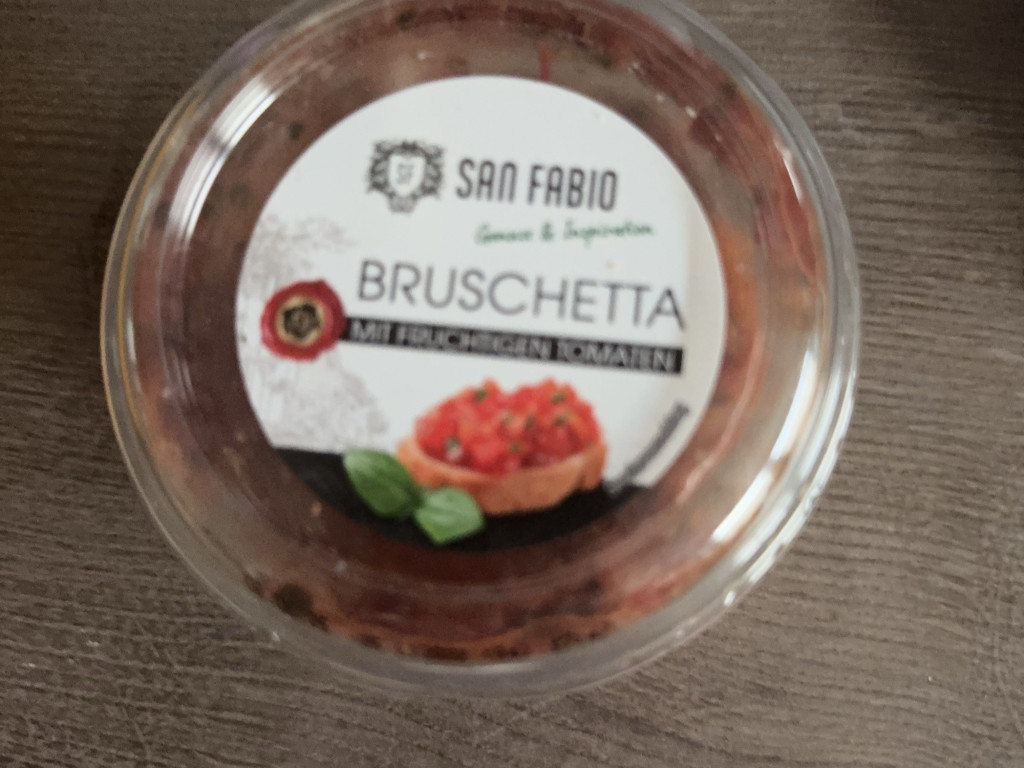 SAN FABIO
Genuss & Inspiration
BRUSCHETTA
MIT FRUCHTIGEN TOMATEN